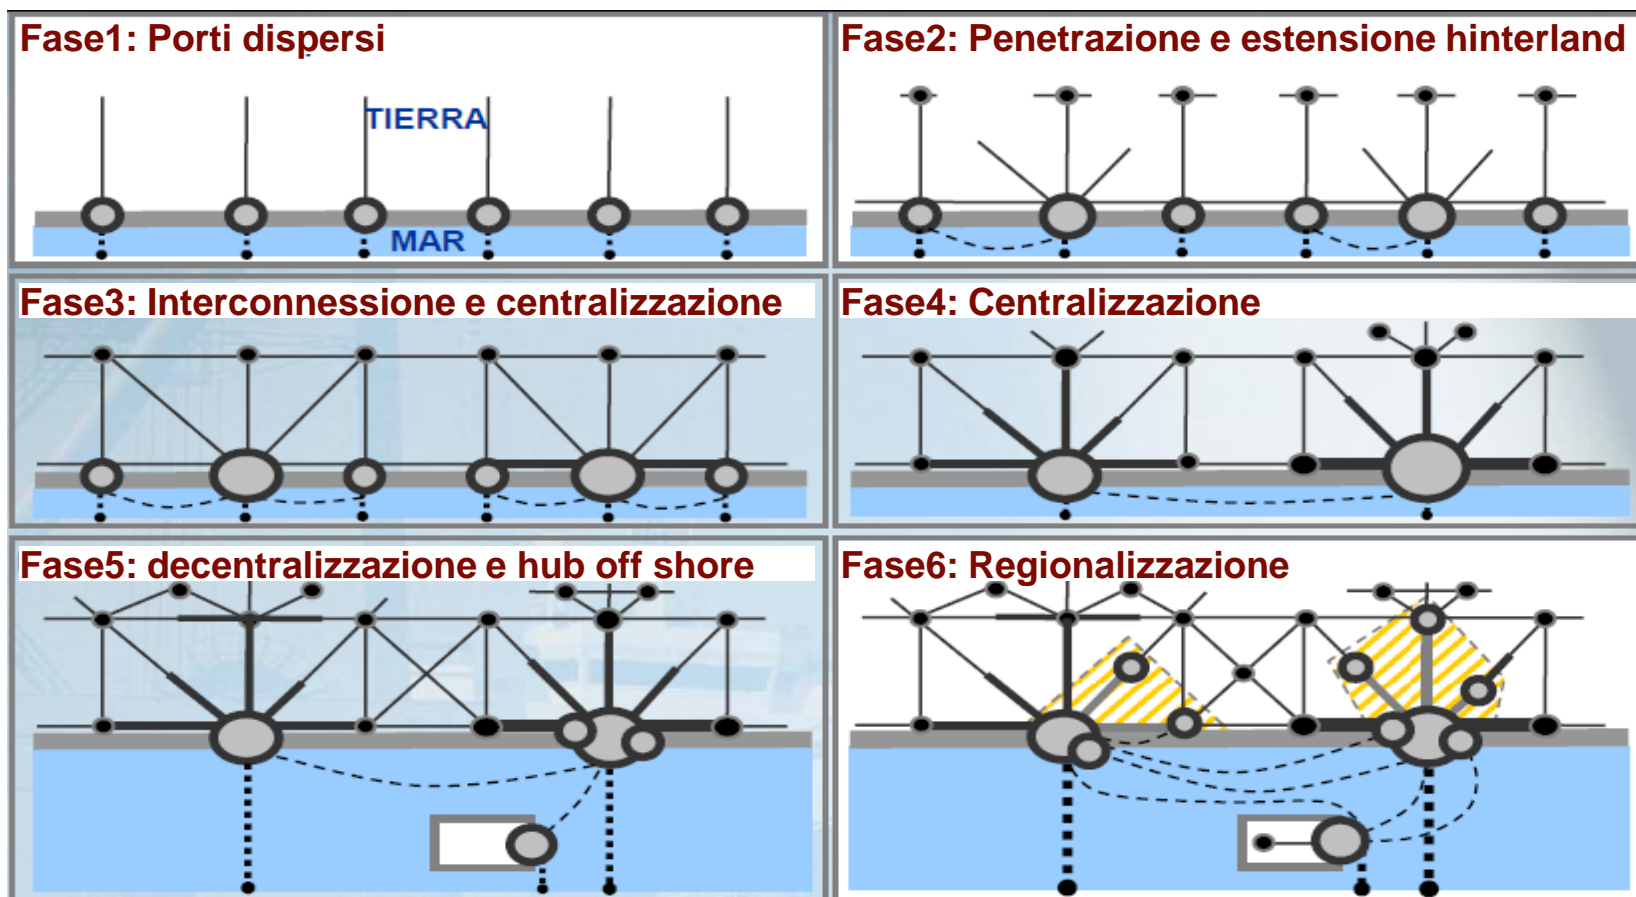 Fase1: Porti dispersi
TIERRA
MAR
Fase2: Penetrazione e estensione hinterland
Fase3: Interconnessione e centralizzazione
Fase4: Centralizzazione
Fase5: decentralizzazione e hub off shore
Fase6: Regionalizzazione